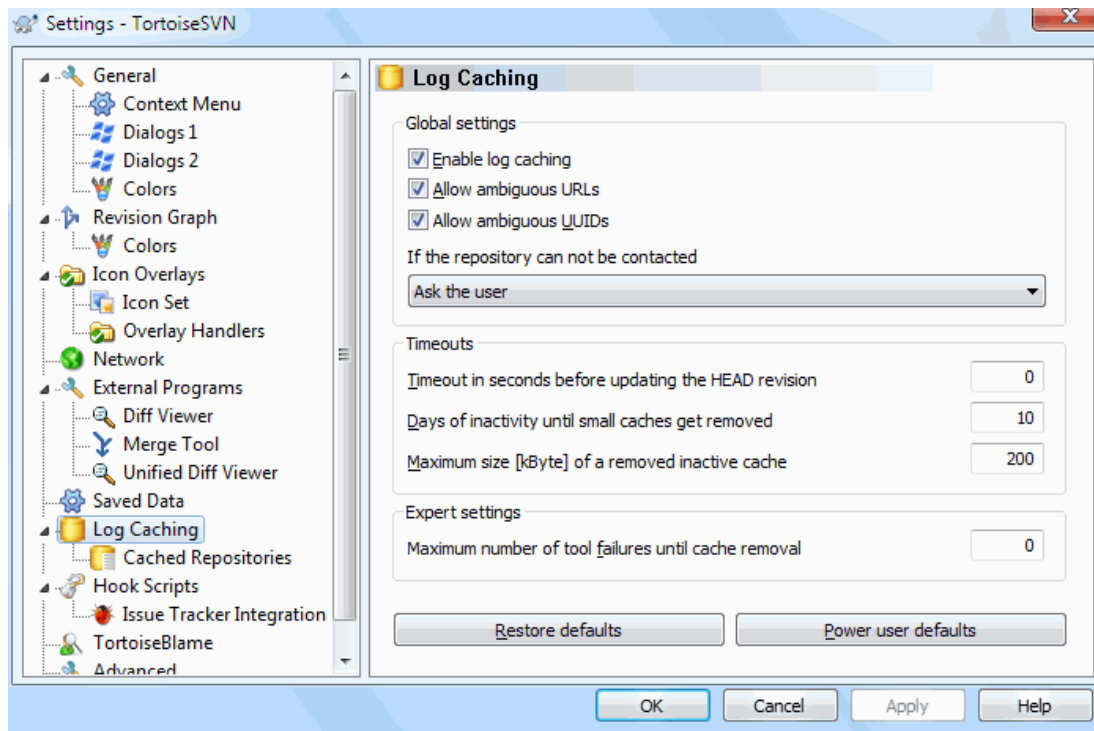 Settings - TortoiseSVN
X
General
Context Menu
Dialogs 1
Dialogs 2
Colors
Revision Graph
Colors
Icon Overlays
Icon Set
Overlay Handlers
Network
External Programs
Diff Viewer
Merge Tool
Unified Diff Viewer
Saved Data
Log Caching
Cached Repositories
Hook Scripts
Issue Tracker Integration
TortoiseBlame
Advanced
Log Caching
Global settings
Enable log caching
Allow ambiguous URLs
Allow ambiguous UUIDs
If the repository can not be contacted
Ask the user
Timeouts
Timeout in seconds before updating the HEAD revision 0
Days of inactivity until small caches get removed 10
Maximum size [kByte] of a removed inactive cache 200
Expert settings
Maximum number of tool failures until cache removal 0
Restore defaults Power user defaults
OK Cancel Apply Help